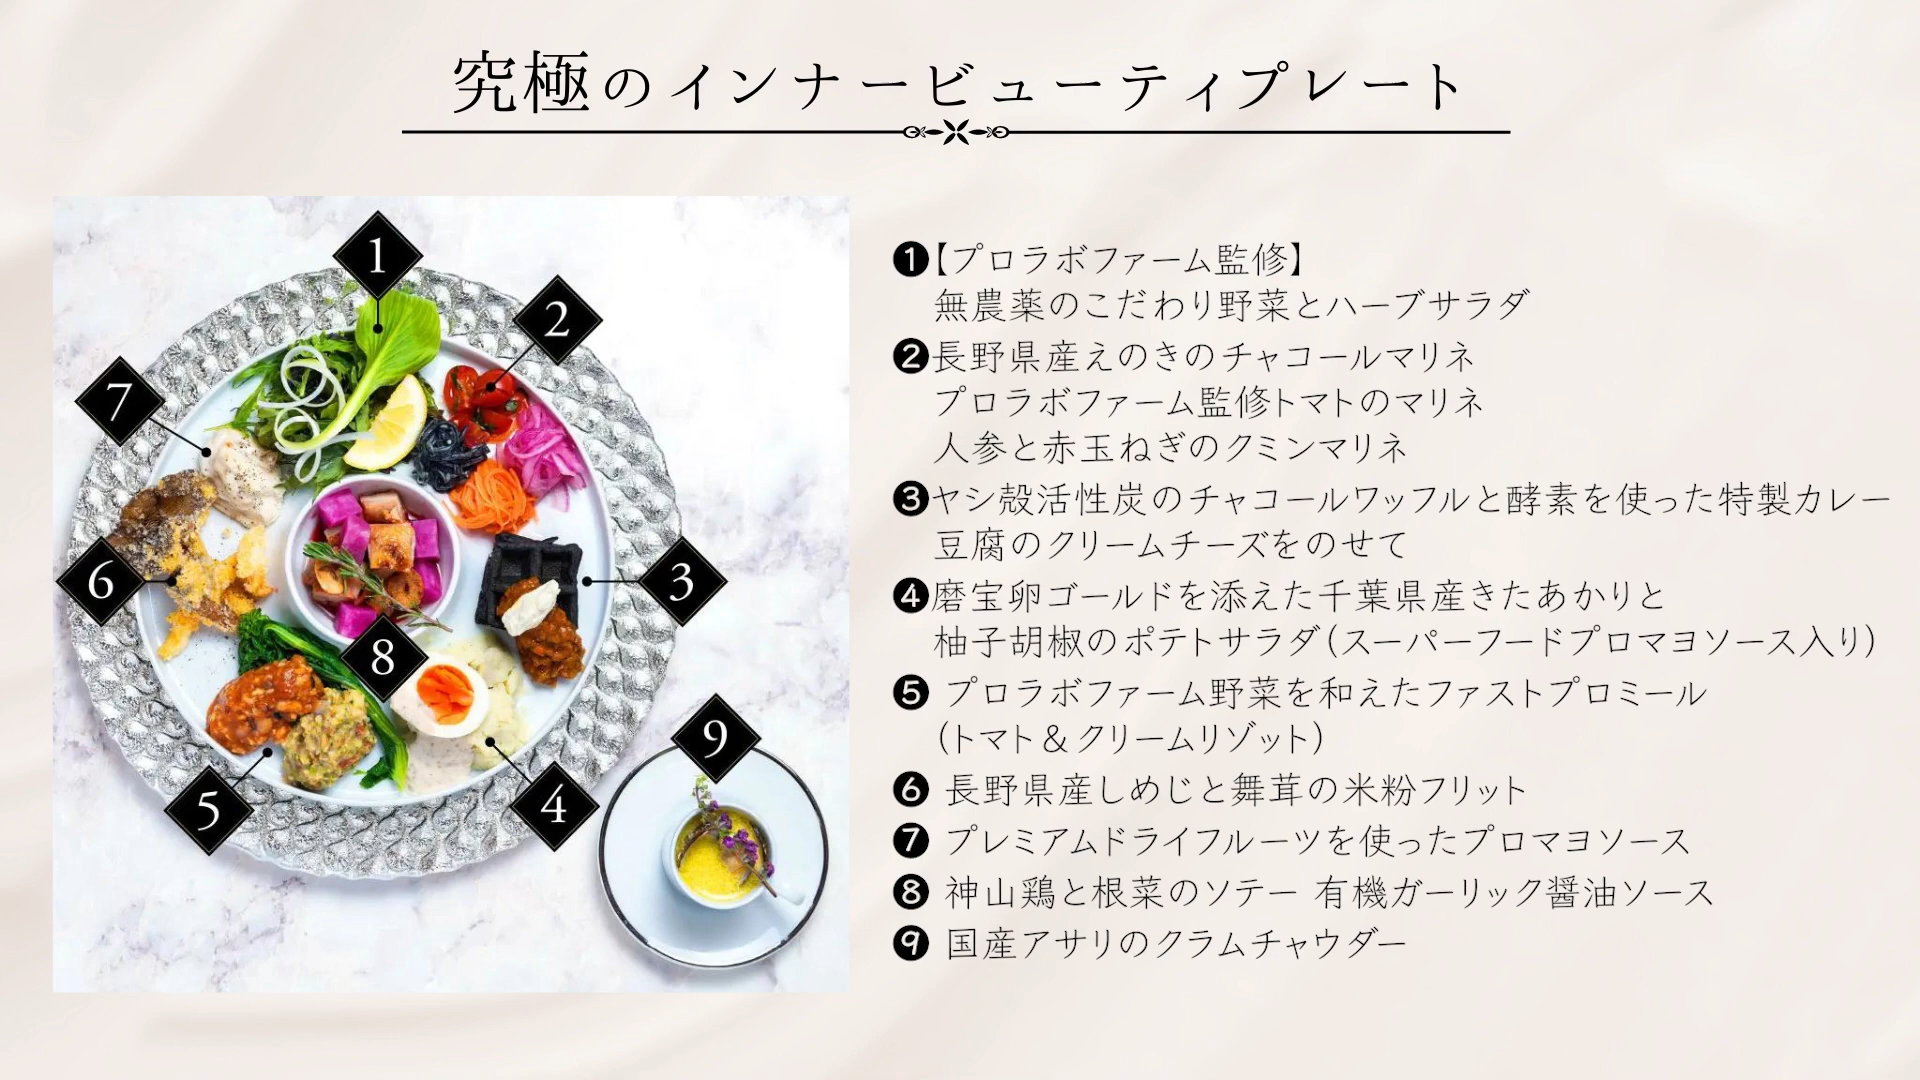 究極のインナービューティプレート
1
2
7
6
3
8
9
5
4
❶【プロラボファーム監修】
無農薬のこだわり野菜とハーブサラダ
❷長野県産えのきのチャコールマリネ
プロラボファーム監修トマトのマリネ
人参と赤玉ねぎのクミンマリネ
❸ヤシ殻活性炭のチャコールワッフルと酵素を使った特製カレー
豆腐のクリームチーズをのせて
❹磨宝卵ゴールドを添えた千葉県産きたあかりと
柚子胡椒のポテトサラダ(スーパーフードプロマヨソース入り)
❺ プロラボファーム野菜を和えたファストプロミール
(トマト&クリームリゾット)
❻ 長野県産しめじと舞茸の米粉フリット
❼ プレミアムドライフルーツを使ったプロマヨソース
❽ 神山鶏と根菜のソテー 有機ガーリック醤油ソース
❾ 国産アサリのクラムチャウダー